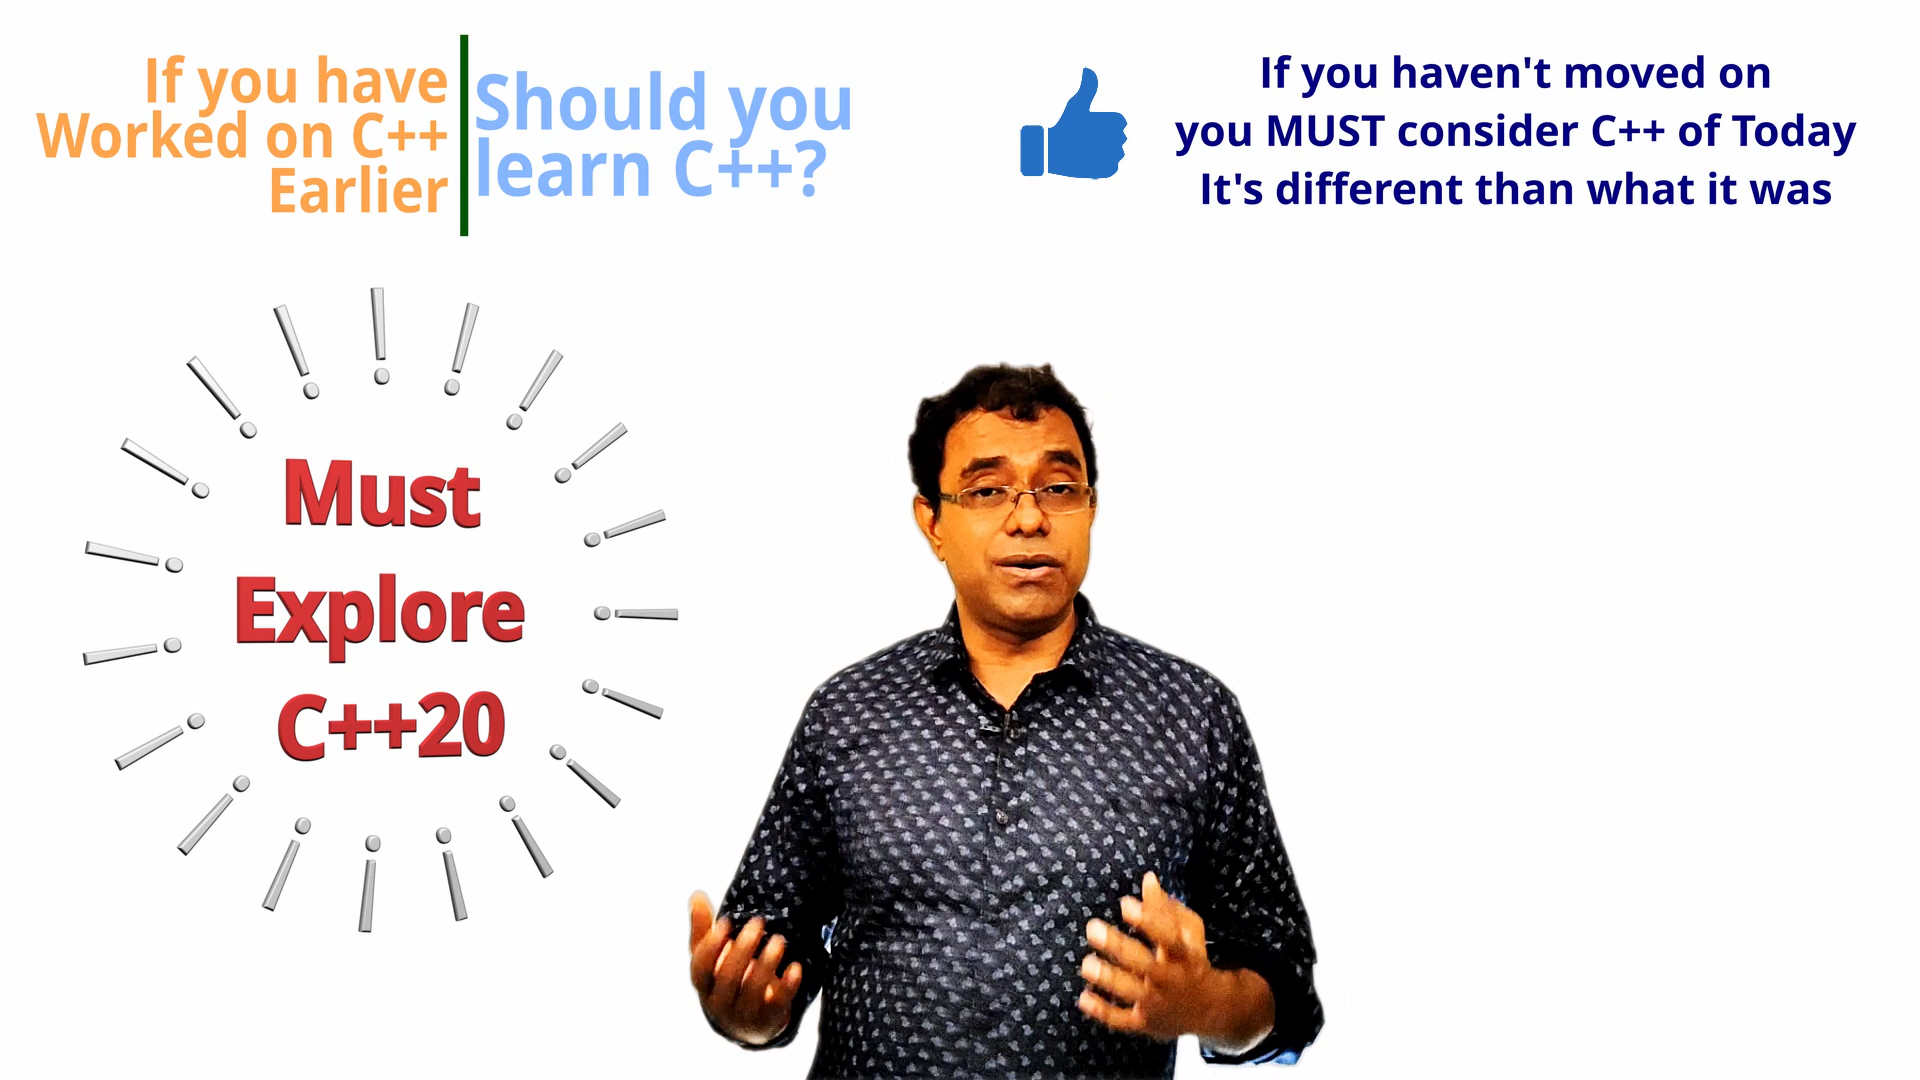 If you have
Worked on C++
Earlier
Should you
learn C++?
If you haven't moved on
you MUST consider C++ of Today
It's different than what it was
Must
Explore
C++20